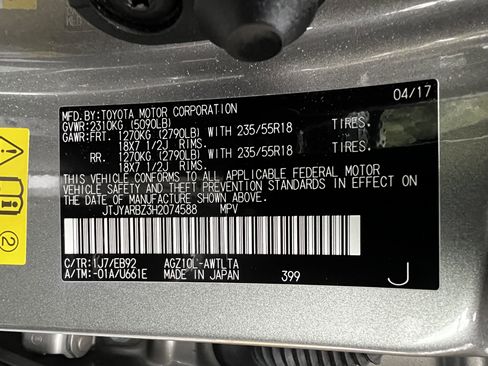 04/17
MFD.BY:TOYOTA MOTOR CORPORATION
GVWR:2310KG (5090LB)
GAWR:FRT. 1270KG (2790LB) WITH 235/55R18 TIRES.
18X7 1/2J RIMS.
RR. 1270KG (2790LB) WITH 235/55R18 TIRES.
18X7 1/2J RIMS.
THIS VEHICLE CONFORMS TO ALL APPLICABLE FEDERAL MOTOR
VEHICLE SAFETY AND THEFT PREVENTION STANDARDS IN EFFECT ON
THE DATE OF MANUFACTURE SHOWN ABOVE.
JTJYARBZ3H2074588 MPV
C/TR:1J7/EB92 AGZ10L-AWTLTA
A/TM:-01A/U661E MADE IN JAPAN 399 J
2